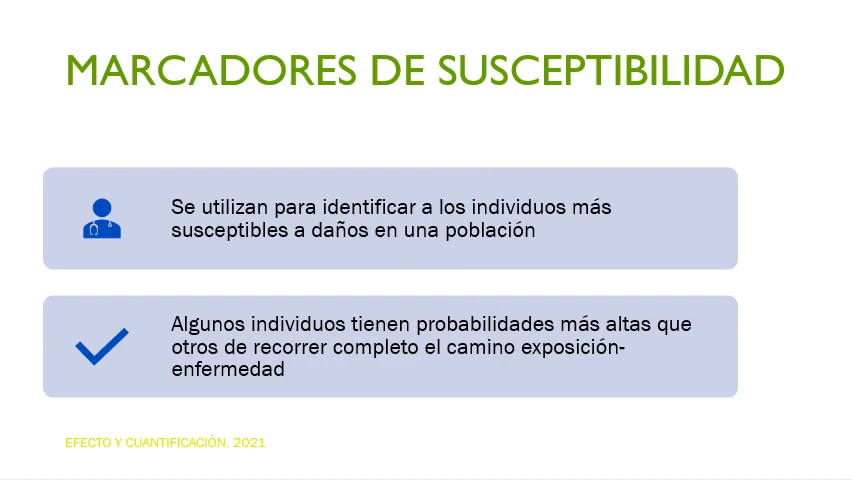 MARCADORES DE SUSCEPTIBILIDAD
Se utilizan para identificar a los individuos más
susceptibles a daños en una población
Algunos individuos tienen probabilidades más altas que
otros de recorrer completo el camino exposición-
enfermedad
EFECTO Y CUANTIFICACIÓN. 2021